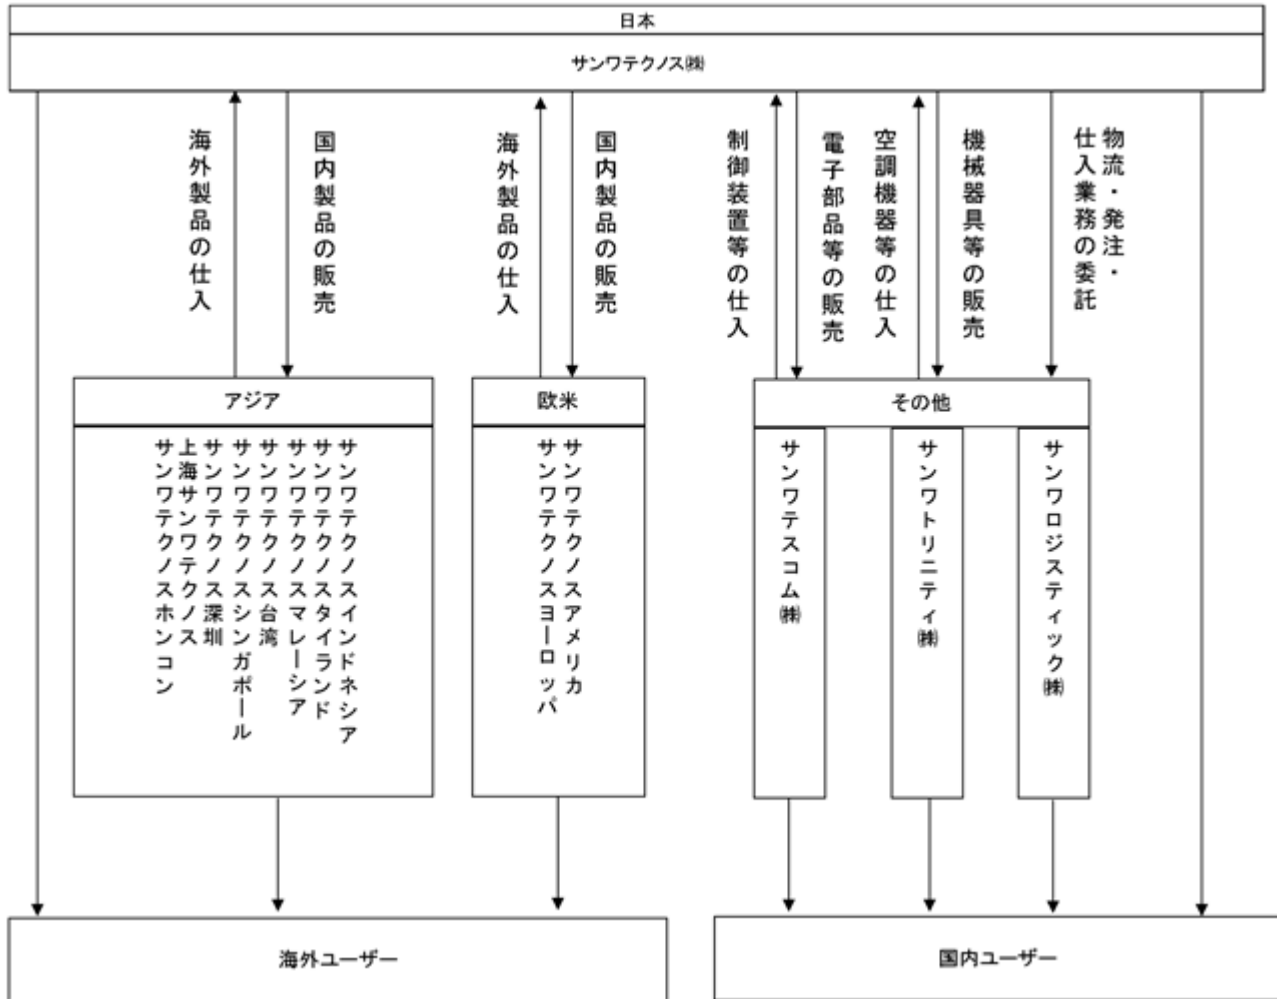 日本
サンワテクノス㈱
海外製品の仕入
国内製品の販売
海外製品の仕入
国内製品の販売
制御装置等の仕入
電子部品等の販売
空調機器等の仕入
機械器具等の販売
物流・発注・
仕入業務の委託
アジア
サンワテクノスインドネシア
サンワテクノスタイランド
サンワテクノスマレーシア
サンワテクノス台湾
サンワテクノスシンガポール
サンワテクノス深圳
上海サンワテクノス
サンワテクノスホンコン
欧米
サンワテクノスアメリカ
サンワテクノスヨーロッパ
その他
サンワテスコム㈱
サンワトリニティ㈱
サンワロジスティック㈱
海外ユーザー
国内ユーザー